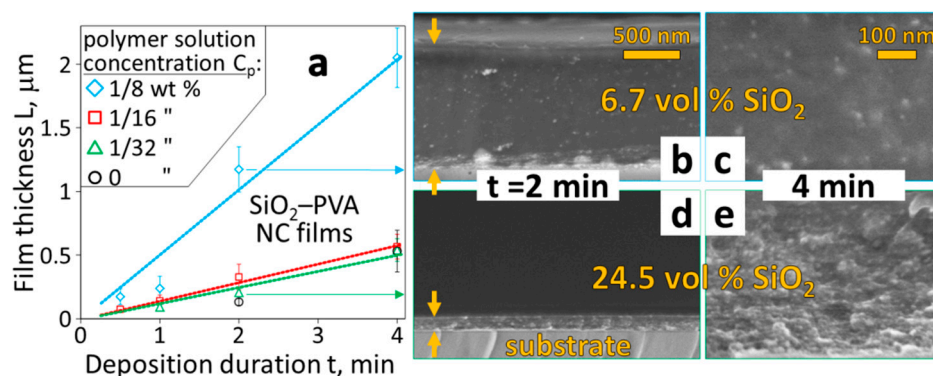 Film thickness L, μm
2
1.5
1
0.5
0
0
1
2
3
4
Deposition duration t, min
polymer solution
concentration Cₚ:
1/8 wt %
1/16 "
1/32 "
0 "
a
SiO₂–PVA
NC films
500 nm
100 nm
6.7 vol % SiO₂
b
c
t =2 min
4 min
d
e
24.5 vol % SiO₂
substrate